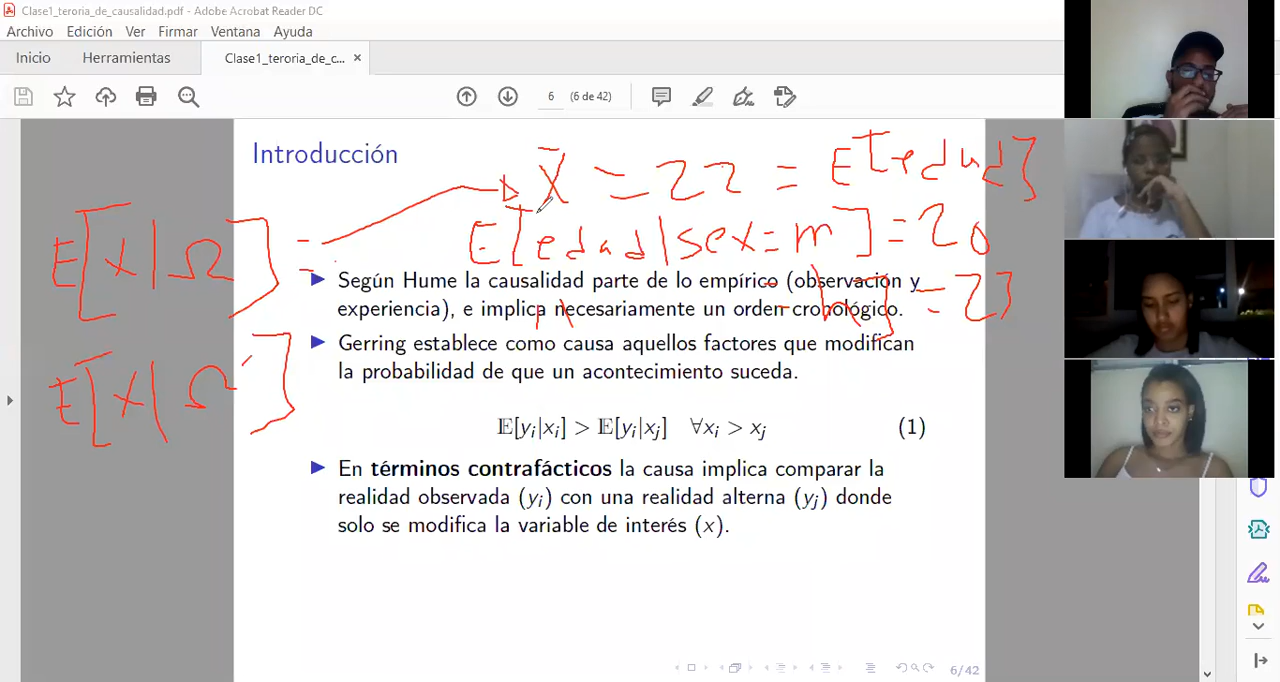 Clase1_teroria_de_causalidad.pdf - Adobe Acrobat Reader DC
Archivo Edición Ver Firmar Ventana Ayuda
Inicio Herramientas Clase1_teroria_de_c... ×
6 (6 de 42)
Introducción
X̄ = 22 = E[edad]
E[edad|sex=m] = 20
= h] = 23
E[X|Ω] =
E[X|Ω']
Según Hume la causalidad parte de lo empírico (observación y
experiencia), e implica necesariamente un orden cronológico.
Gerring establece como causa aquellos factores que modifican
la probabilidad de que un acontecimiento suceda.
𝔼[yᵢ|xᵢ] > 𝔼[yᵢ|xⱼ] ∀xᵢ > xⱼ (1)
En términos contrafácticos la causa implica comparar la
realidad observada (yᵢ) con una realidad alterna (yⱼ) donde
solo se modifica la variable de interés (x).
6/42